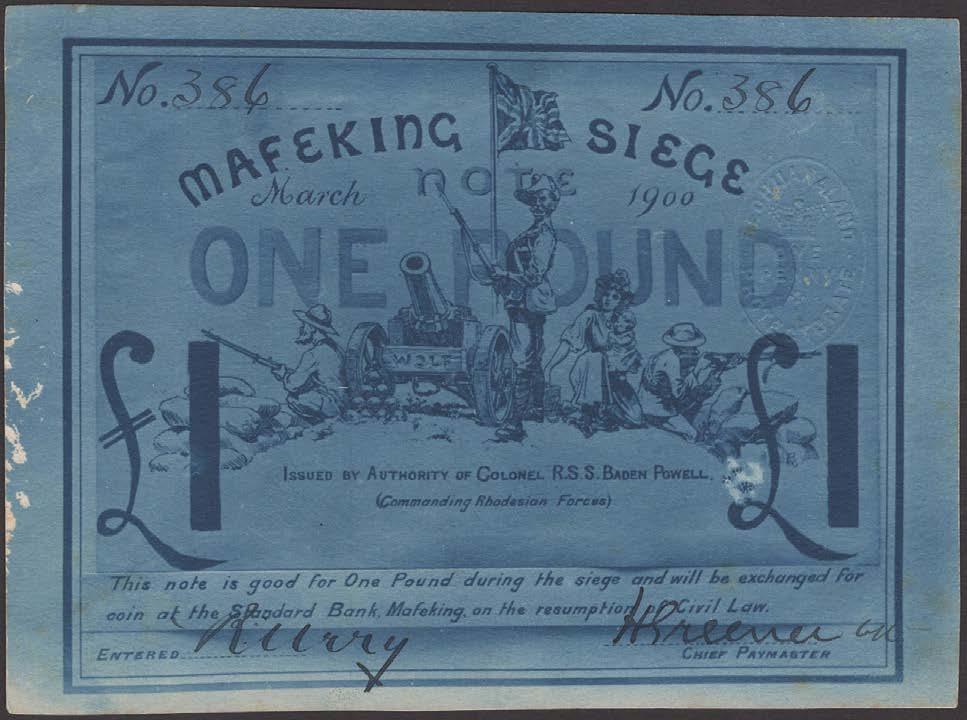 No. 386 No. 386
MAFEKING SIEGE
March NOTE 1900
ONE POUND
WOLF
£1 £1
ISSUED BY AUTHORITY OF COLONEL R.S.S. BADEN POWELL.
(Commanding Rhodesian Forces)
This note is good for One Pound during the siege and will be exchanged for
coin at the Standard Bank, Mafeking, on the resumption of Civil Law.
R Urry H Greener
ENTERED CHIEF PAYMASTER